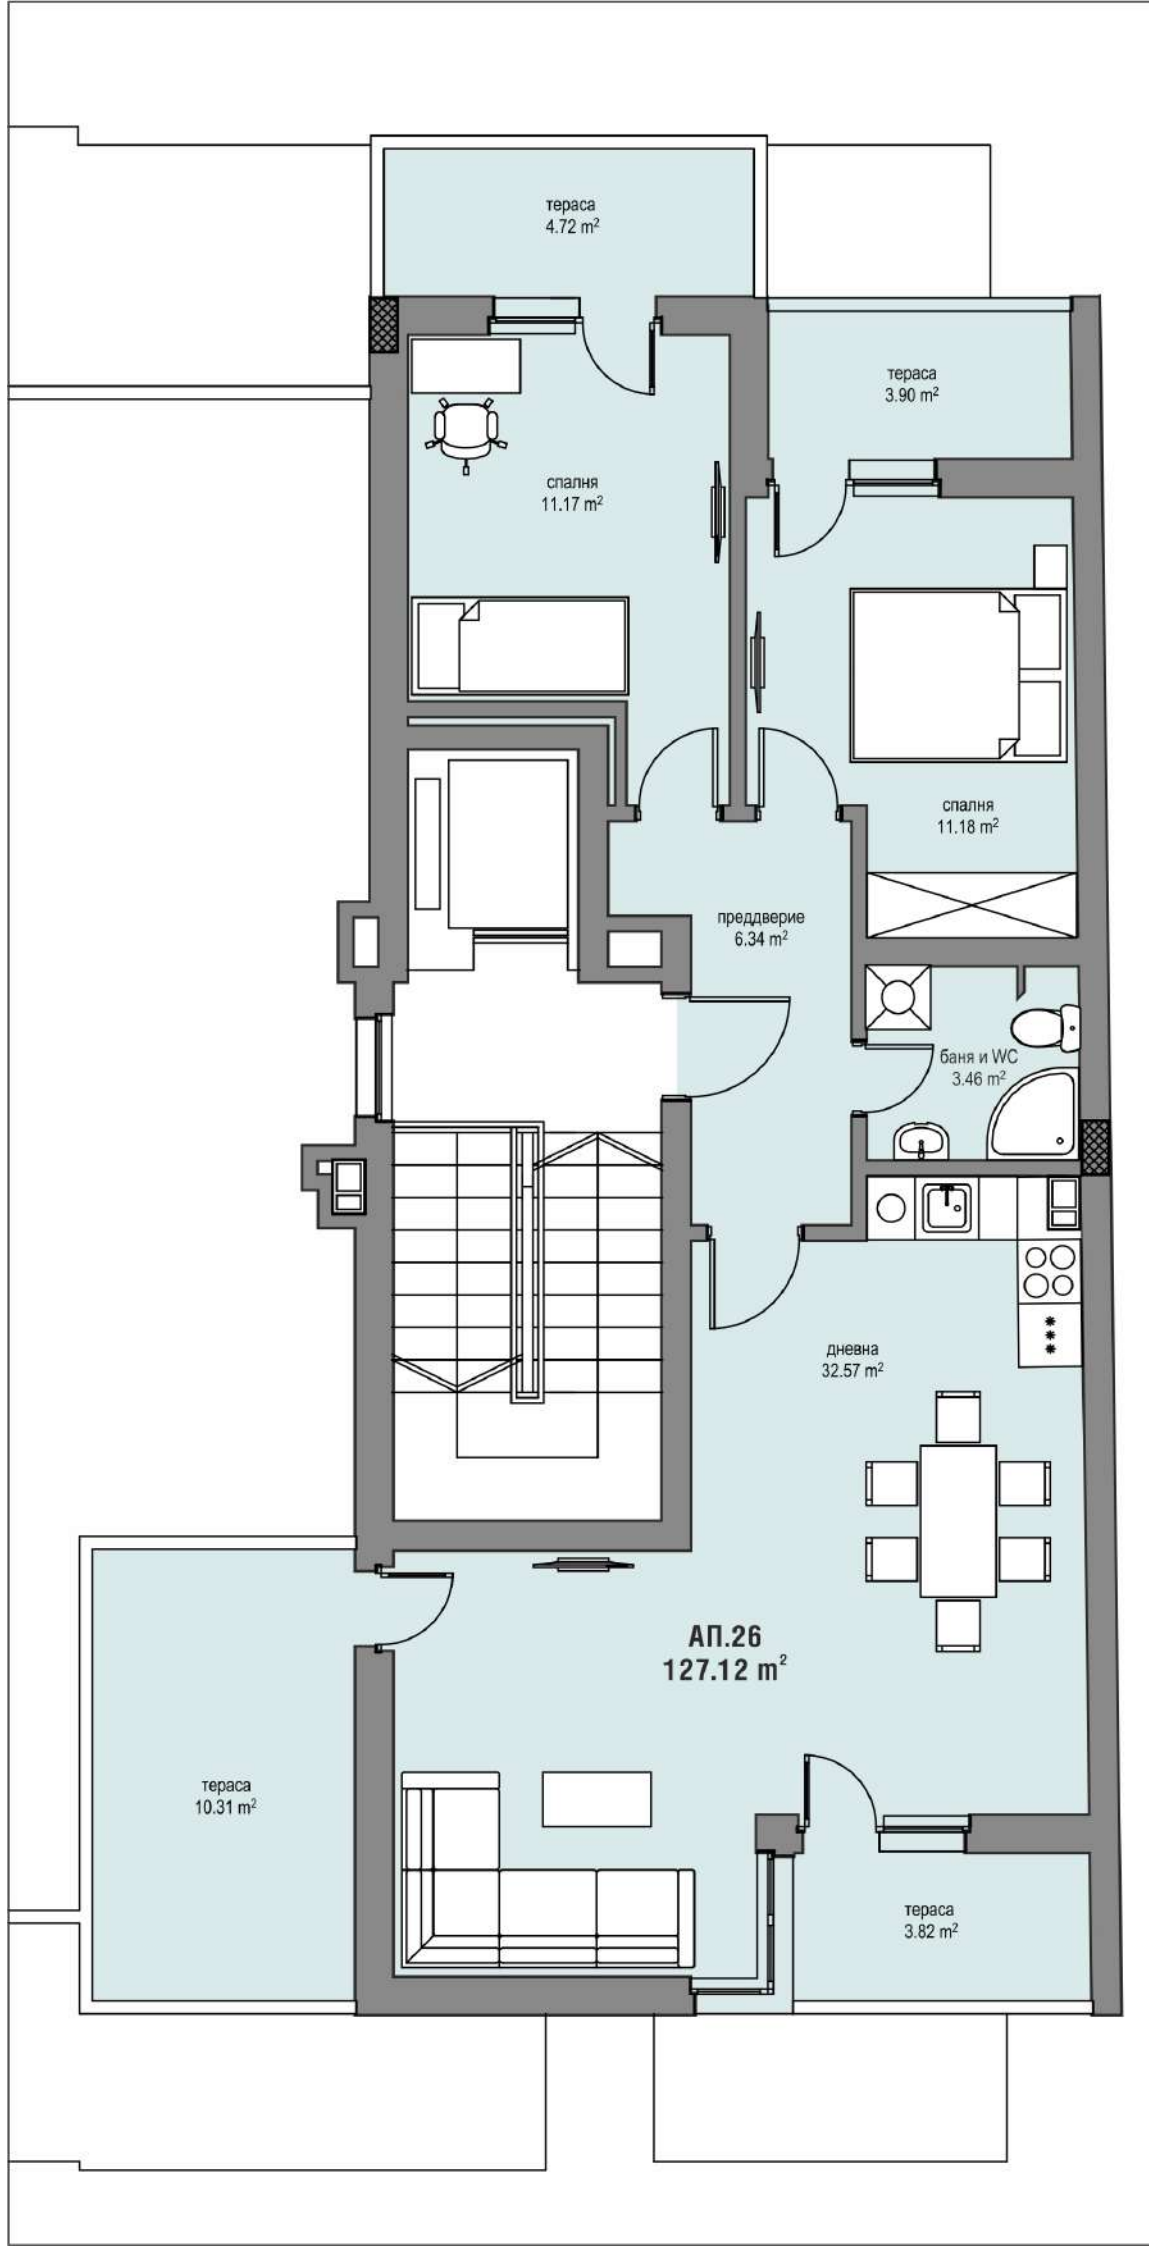 тераса
4.72 m²
тераса
3.90 m²
спалня
11.17 m²
спалня
11.18 m²
преддверие
6.34 m²
баня и WC
3.46 m²
дневна
32.57 m²
АП.26
127.12 m²
тераса
10.31 m²
тераса
3.82 m²